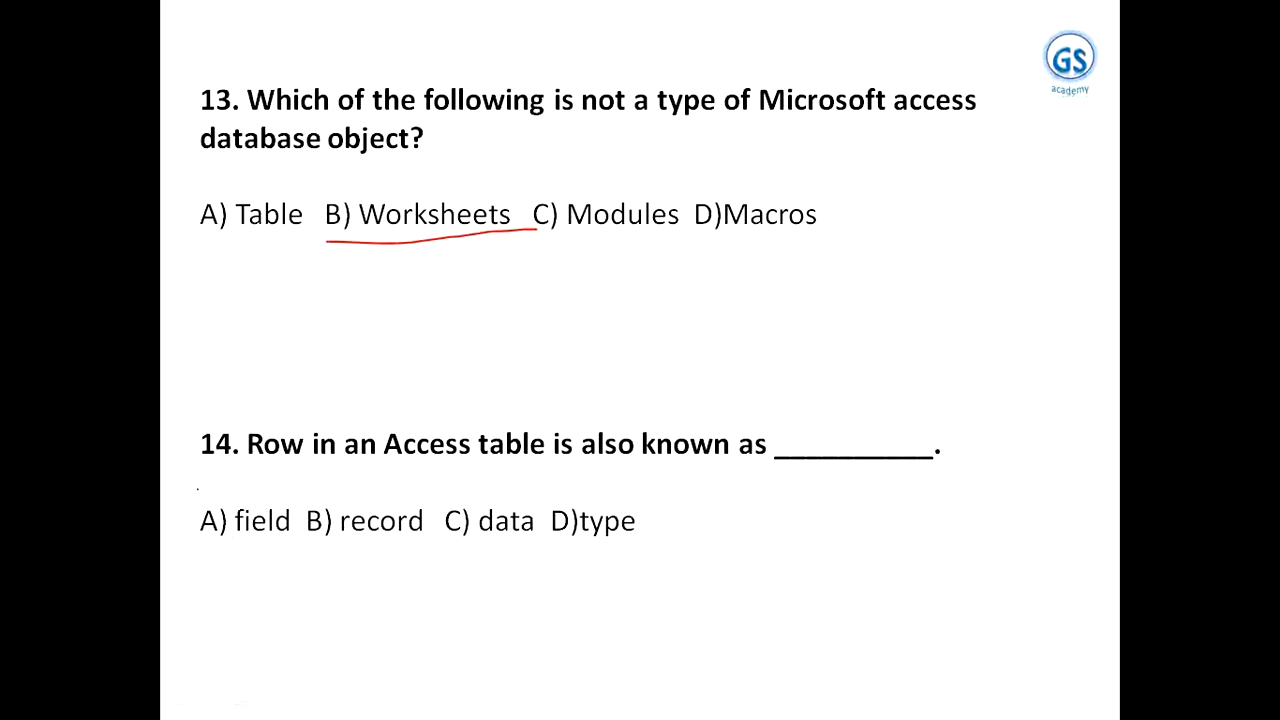 GS
academy
13. Which of the following is not a type of Microsoft access
database object?
A) Table B) Worksheets C) Modules D)Macros
14. Row in an Access table is also known as __________.
A) field B) record C) data D)type